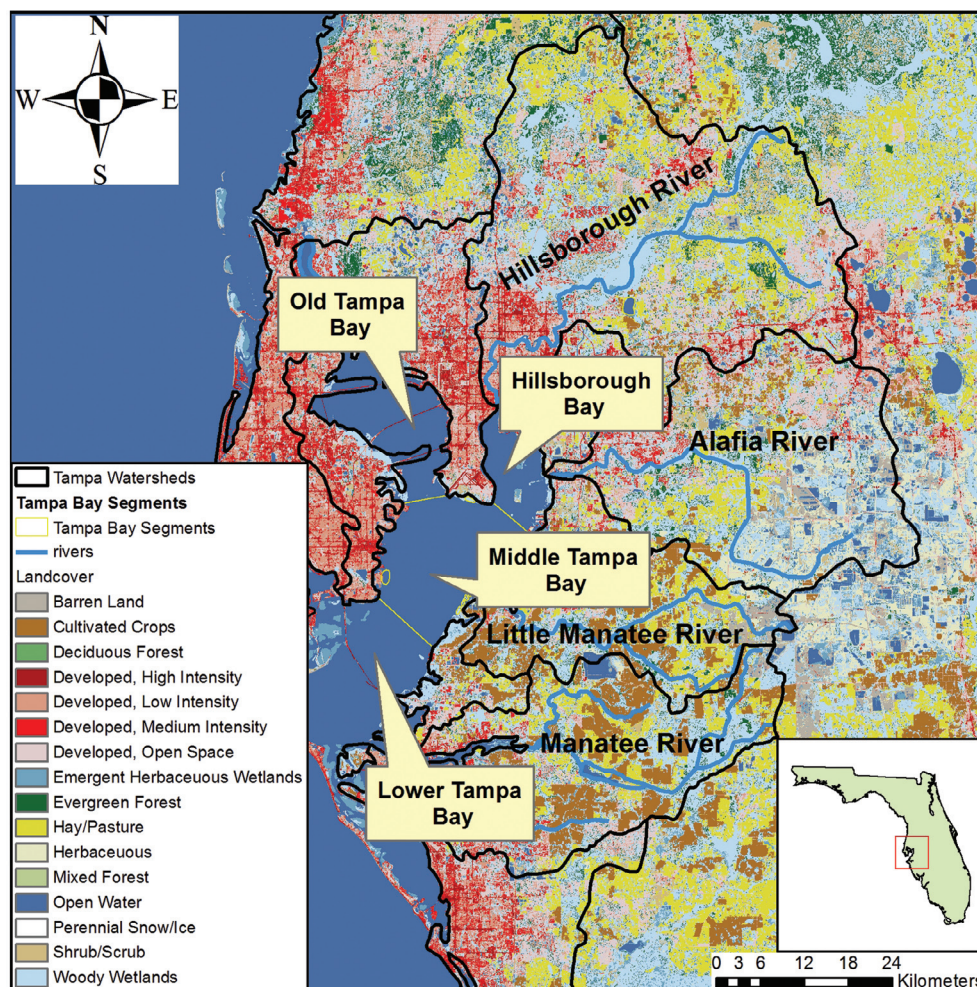 N
W E
S
Hillsborough River
Old Tampa
Bay
Hillsborough
Bay
Alafia River
Middle Tampa
Bay
Little Manatee River
Manatee River
Lower Tampa
Bay
Tampa Watersheds
Tampa Bay Segments
Tampa Bay Segments
rivers
Landcover
Barren Land
Cultivated Crops
Deciduous Forest
Developed, High Intensity
Developed, Low Intensity
Developed, Medium Intensity
Developed, Open Space
Emergent Herbaceous Wetlands
Evergreen Forest
Hay/Pasture
Herbaceuous
Mixed Forest
Open Water
Perennial Snow/Ice
Shrub/Scrub
Woody Wetlands
0 3 6 12 18 24
Kilometers